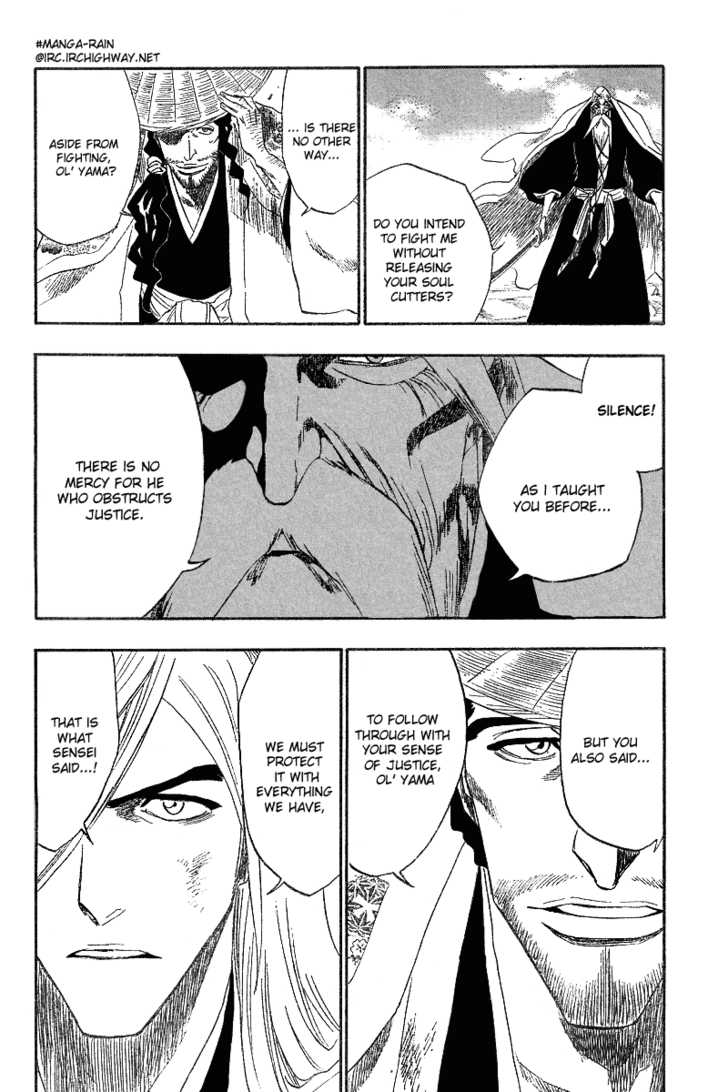 #MANGA-RAIN
@IRC.IRCHIGHWAY.NET
DO YOU INTEND
TO FIGHT ME
WITHOUT
RELEASING
YOUR SOUL
CUTTERS?
... IS THERE
NO OTHER
WAY...
ASIDE FROM
FIGHTING,
OL' YAMA?
SILENCE!
AS I TAUGHT
YOU BEFORE...
THERE IS NO
MERCY FOR HE
WHO OBSTRUCTS
JUSTICE.
BUT YOU
ALSO SAID...
TO FOLLOW
THROUGH WITH
YOUR SENSE
OF JUSTICE,
OL' YAMA
WE MUST
PROTECT
IT WITH
EVERYTHING
WE HAVE,
THAT IS
WHAT
SENSEI
SAID...!